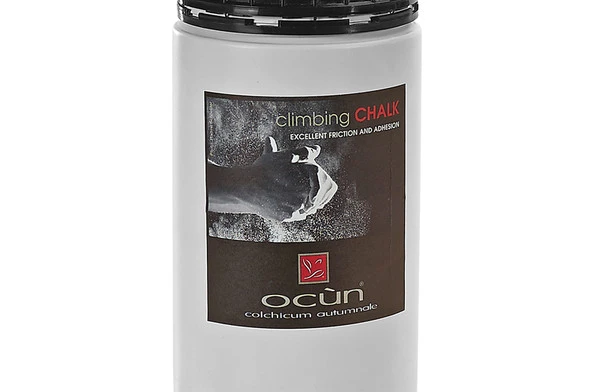 climbing CHALK
EXCELLENT FRICTION AND ADHESION
ocùn®
colchicum autumnale